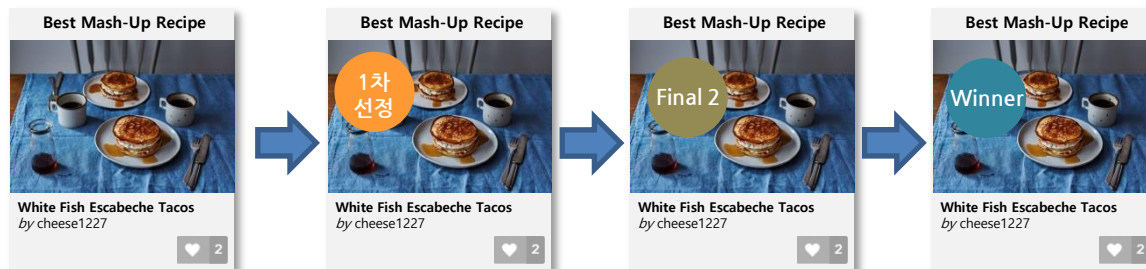 Best Mash-Up Recipe
White Fish Escabeche Tacos
by cheese1227
2
Best Mash-Up Recipe
1차
선정
White Fish Escabeche Tacos
by cheese1227
2
Best Mash-Up Recipe
Final 2
White Fish Escabeche Tacos
by cheese1227
2
Best Mash-Up Recipe
Winner
White Fish Escabeche Tacos
by cheese1227
2